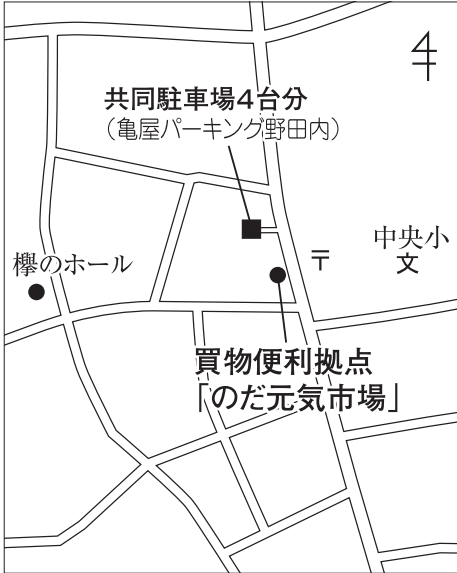 共同駐車場4台分
(亀屋パーキング野田内)
中央小
文
〒
欅のホール
買物便利拠点
「のだ元気市場」